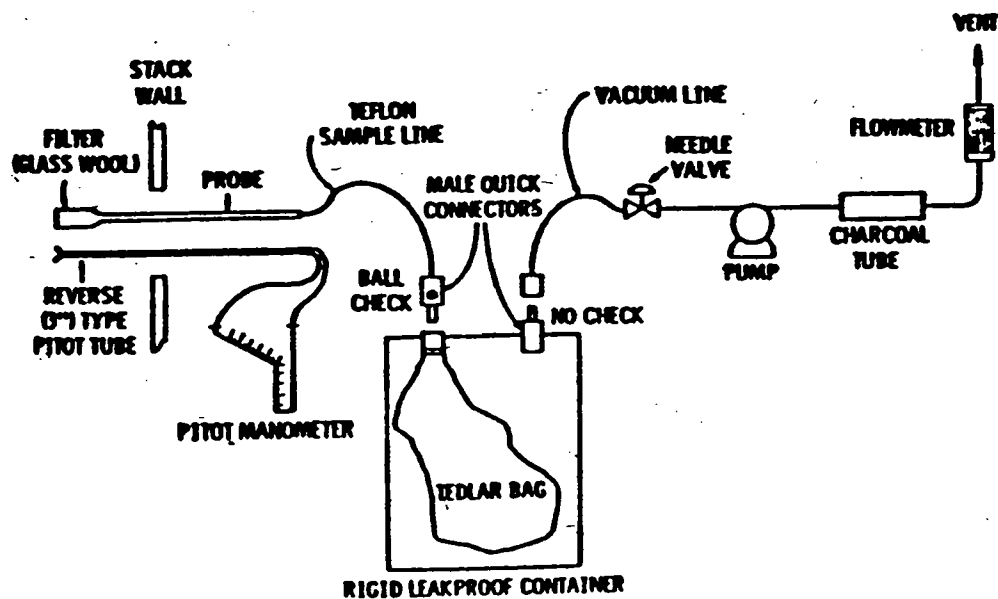 VENT
STACK
WALL
TEFLON
SAMPLE LINE
VACUUM LINE
FLOWMETER
FILTER
(GLASS WOOL)
PROBE
MALE QUICK
CONNECTORS
NEEDLE
VALVE
CHARCOAL
TUBE
PUMP
BALL
CHECK
NO CHECK
REVERSE
(3") TYPE
PITOT TUBE
PITOT MANOMETER
TEDLAR BAG
RIGID LEAKPROOF CONTAINER